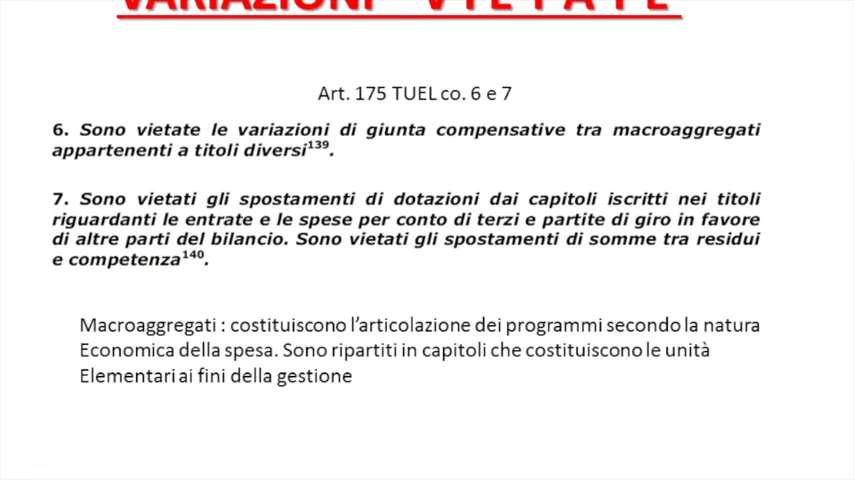 VARIAZIONI VIETATE
Art. 175 TUEL co. 6 e 7
6. Sono vietate le variazioni di giunta compensative tra macroaggregati
appartenenti a titoli diversi¹³⁹.
7. Sono vietati gli spostamenti di dotazioni dai capitoli iscritti nei titoli
riguardanti le entrate e le spese per conto di terzi e partite di giro in favore
di altre parti del bilancio. Sono vietati gli spostamenti di somme tra residui
e competenza¹⁴⁰.
Macroaggregati : costituiscono l’articolazione dei programmi secondo la natura
Economica della spesa. Sono ripartiti in capitoli che costituiscono le unità
Elementari ai fini della gestione